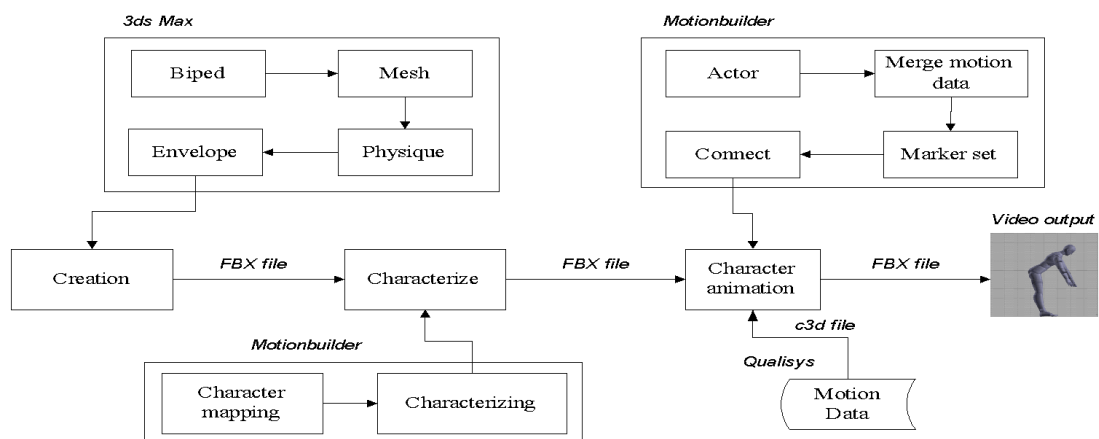 3ds Max
Motionbuilder
Biped
Mesh
Actor
Merge motion
data
Envelope
Physique
Connect
Marker set
Video output
Creation
FBX file
Characterize
FBX file
Character
animation
FBX file
c3d file
Motionbuilder
Qualisys
Character
mapping
Characterizing
Motion
Data